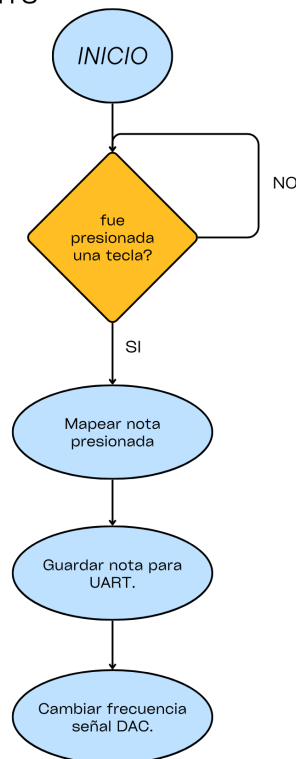 INICIO
fue
presionada
una tecla?
NO
SI
Mapear nota
presionada
Guardar nota para
UART.
Cambiar frecuencia
señal DAC.